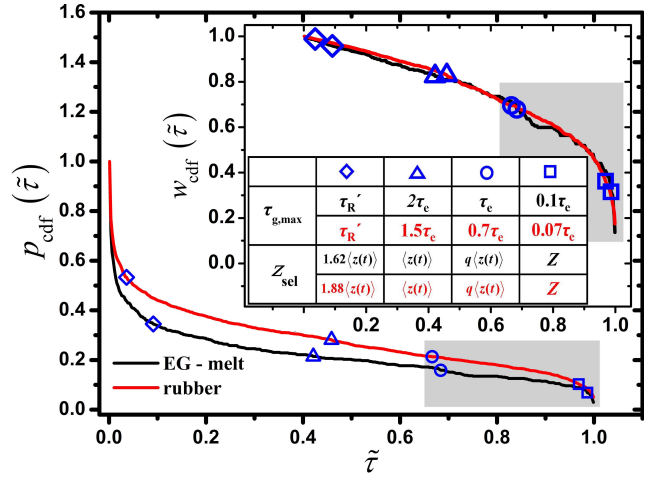 1.6
1.4
1.2
1.0
0.8
0.6
0.4
0.2
0.0
p_cdf (τ̃)
1.0
0.8
0.6
0.4
0.2
0.0
w_cdf (τ̃)
τ_g,max τ_R´ 2τ_e τ_e 0.1τ_e
τ_R´ 1.5τ_e 0.7τ_e 0.07τ_e
Z_sel 1.62⟨z(t)⟩ ⟨z(t)⟩ q⟨z(t)⟩ Z
1.88⟨z(t)⟩ ⟨z(t)⟩ q⟨z(t)⟩ Z
0.2 0.4 0.6 0.8 1.0
EG - melt
rubber
0.0 0.2 0.4 0.6 0.8 1.0
τ̃